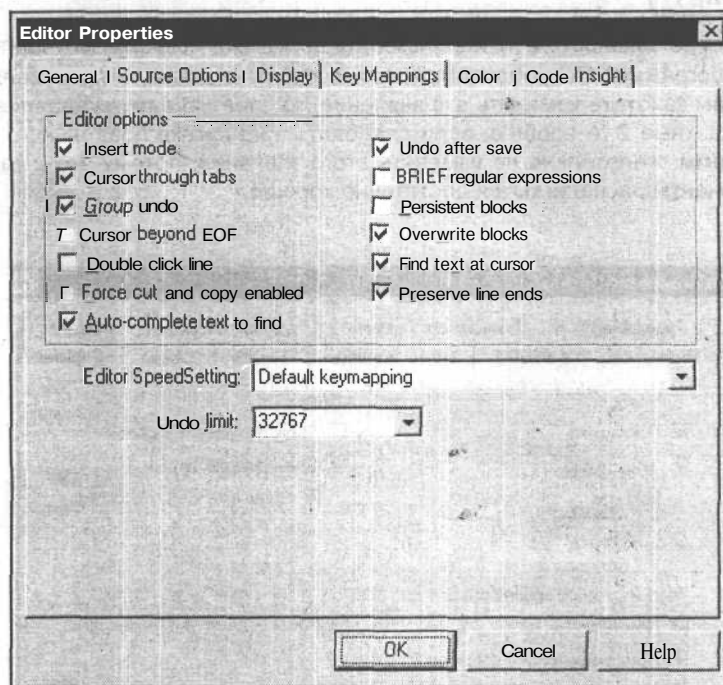 Editor Properties
General | Source Options | Display | Key Mappings | Color j Code Insight |
Editor options
Insert mode
Cursor through tabs
Group undo
Cursor beyond EOF
Double click line
Force cut and copy enabled
Auto-complete text to find
Undo after save
BRIEF regular expressions
Persistent blocks
Overwrite blocks
Find text at cursor
Preserve line ends
Editor SpeedSetting: Default keymapping
Undo limit: 32767
OK Cancel Help